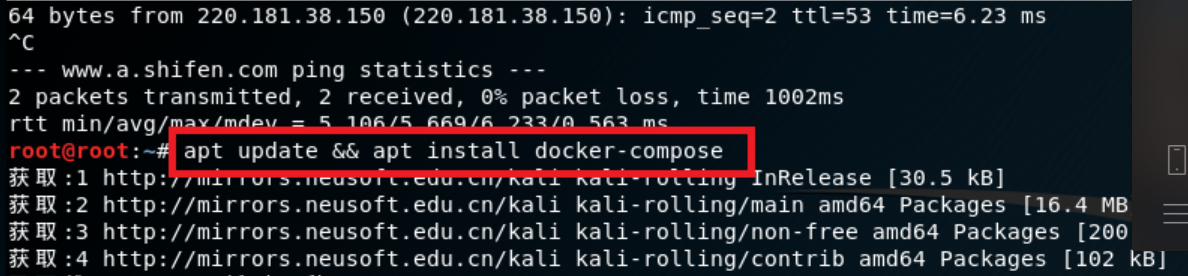 64 bytes from 220.181.38.150 (220.181.38.150): icmp_seq=2 ttl=53 time=6.23 ms
^C
--- www.a.shifen.com ping statistics ---
2 packets transmitted, 2 received, 0% packet loss, time 1002ms
rtt min/avg/max/mdev = 5.106/5.669/6.233/0.563 ms
root@root:~# apt update && apt install docker-compose
获取:1 http://mirrors.neusoft.edu.cn/kali kali-rolling InRelease [30.5 kB]
获取:2 http://mirrors.neusoft.edu.cn/kali kali-rolling/main amd64 Packages [16.4 MB
获取:3 http://mirrors.neusoft.edu.cn/kali kali-rolling/non-free amd64 Packages [200
获取:4 http://mirrors.neusoft.edu.cn/kali kali-rolling/contrib amd64 Packages [102 kB]